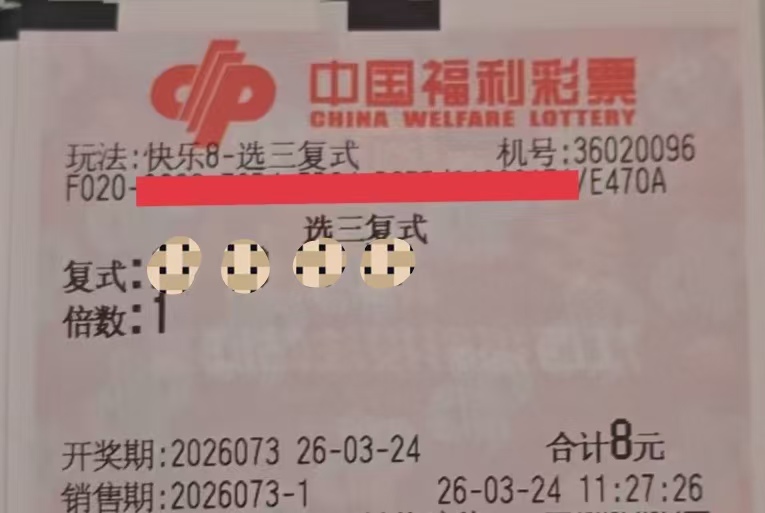 中国福利彩票
CHINA WELFARE LOTTERY
玩法:快乐8-选三复式 机号:36020096
F020- /E470A
选三复式
复式:
倍数:1
开奖期:2026073 26-03-24 合计8元
销售期:2026073-1 26-03-24 11:27:26